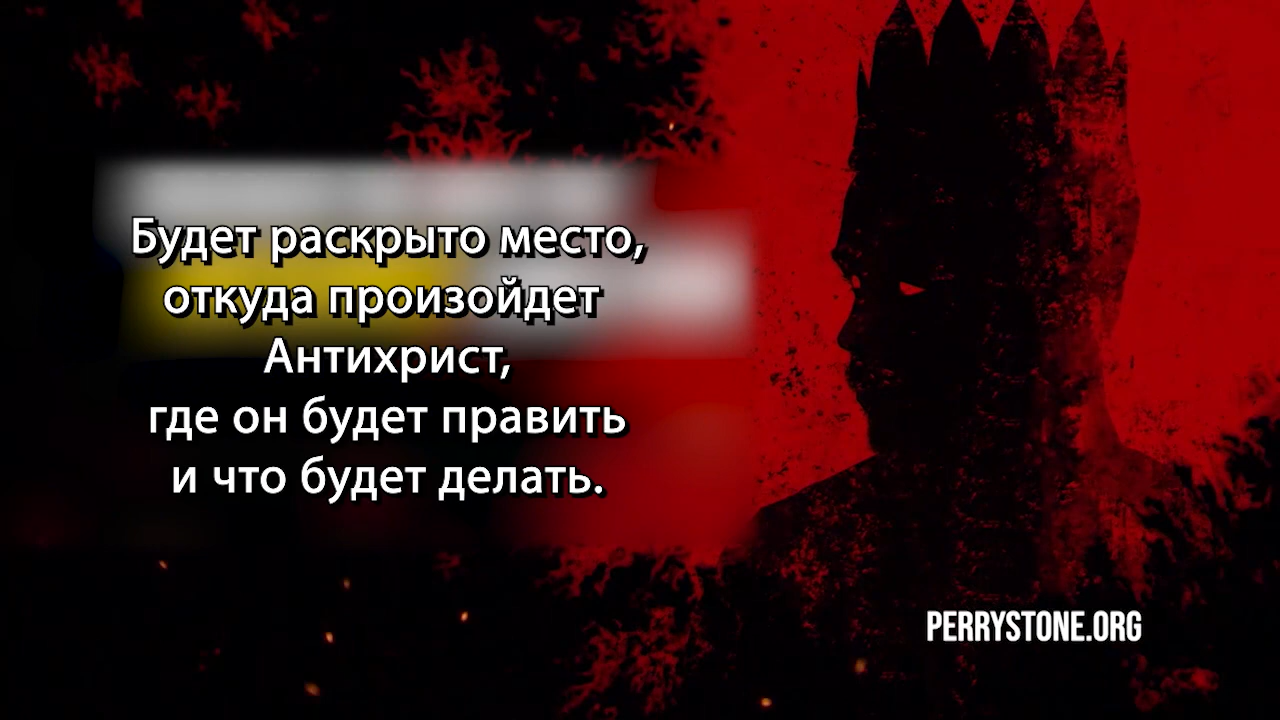 Будет раскрыто место,
откуда произойдет
Антихрист,
где он будет править
и что будет делать.
PERRYSTONE.ORG